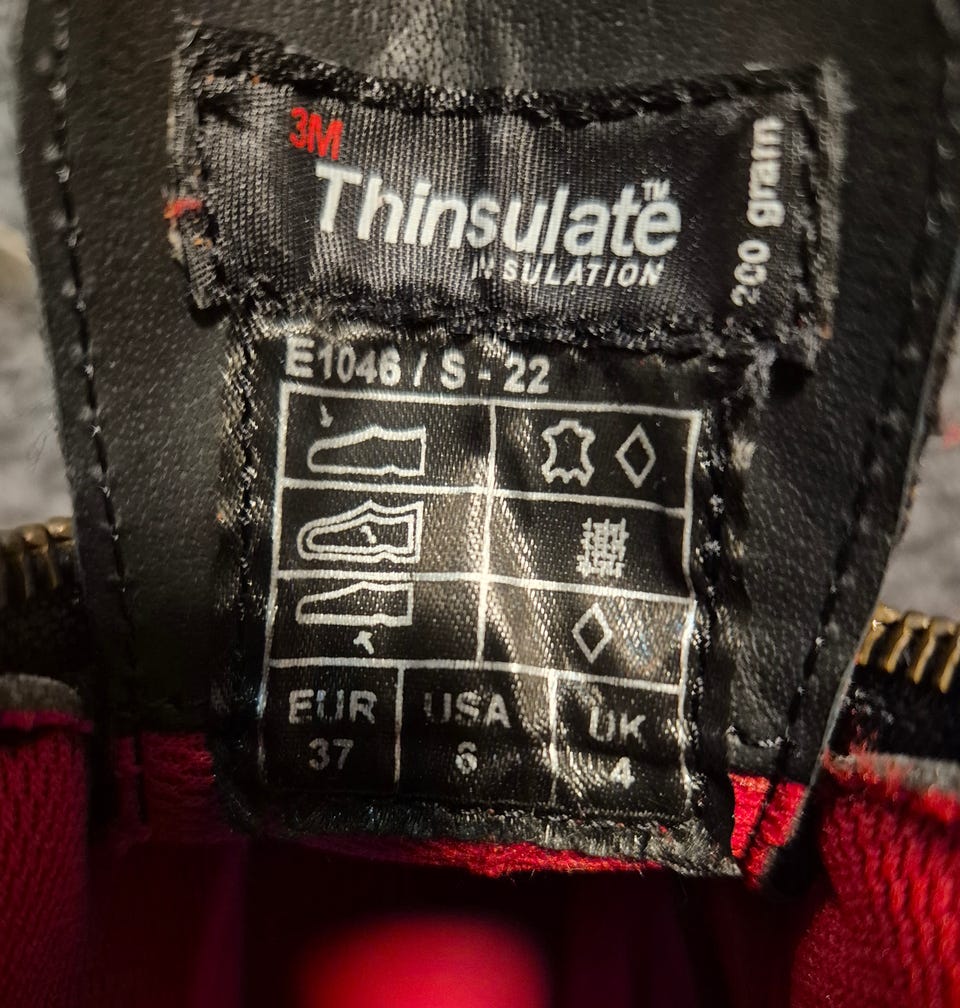 3M
Thinsulate™
INSULATION
200 gram
E1046 / S - 22
EUR USA UK
37 6 4